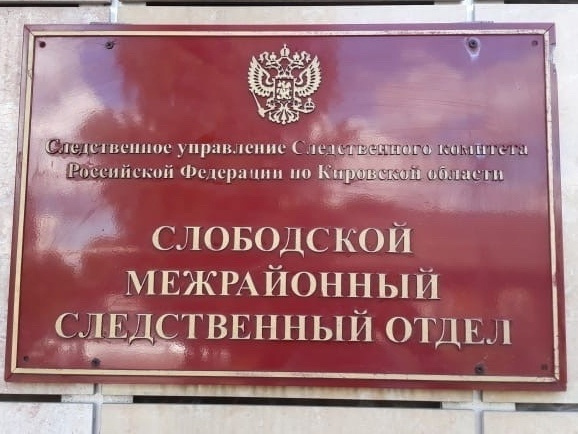 Следственное управление Следственного комитета
Российской Федерации по Кировской области
СЛОБОДСКОЙ
МЕЖРАЙОННЫЙ
СЛЕДСТВЕННЫЙ ОТДЕЛ